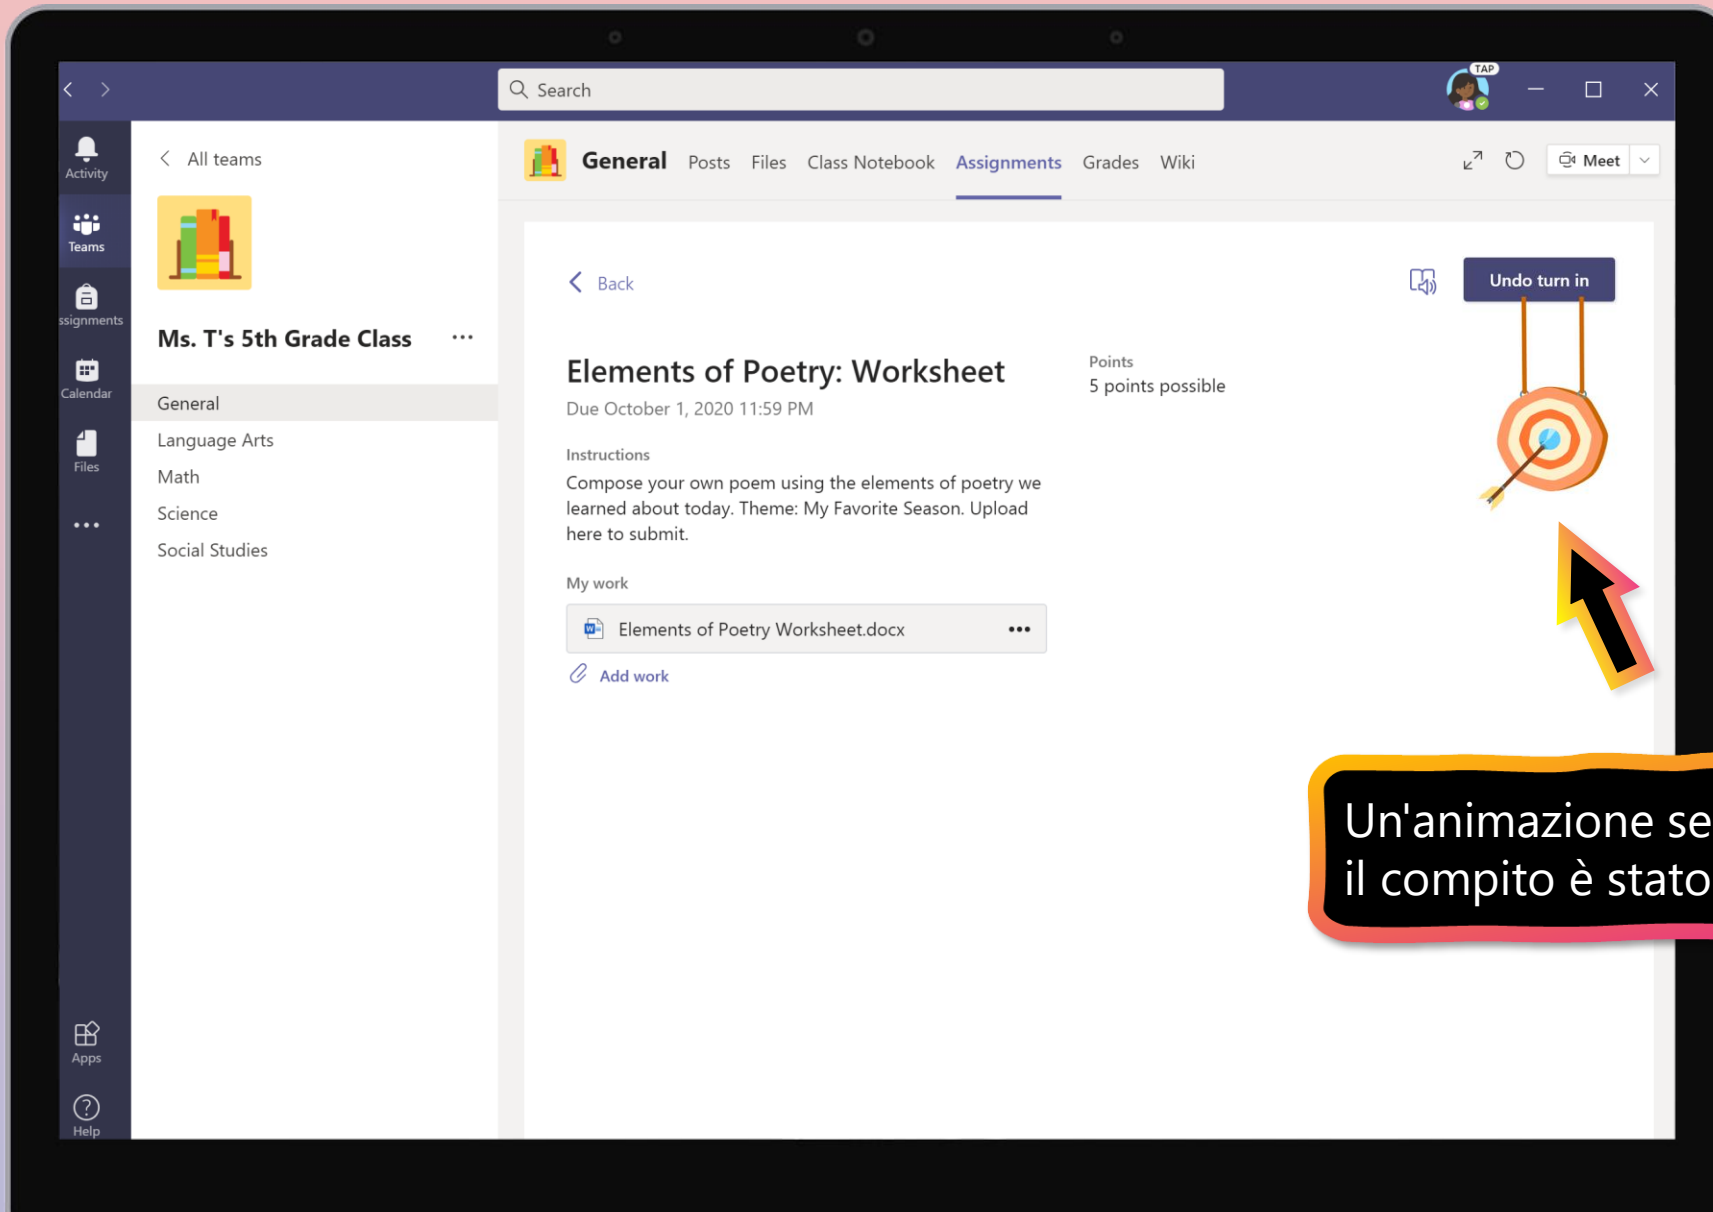 Search
TAP
Activity
Teams
ssignments
Calendar
Files
Apps
Help
All teams
Ms. T's 5th Grade Class
General
Language Arts
Math
Science
Social Studies
General Posts Files Class Notebook Assignments Grades Wiki
Meet
Back
Undo turn in
Elements of Poetry: Worksheet
Due October 1, 2020 11:59 PM
Points
5 points possible
Instructions
Compose your own poem using the elements of poetry we
learned about today. Theme: My Favorite Season. Upload
here to submit.
My work
Elements of Poetry Worksheet.docx
Add work
Un'animazione se
il compito è stato